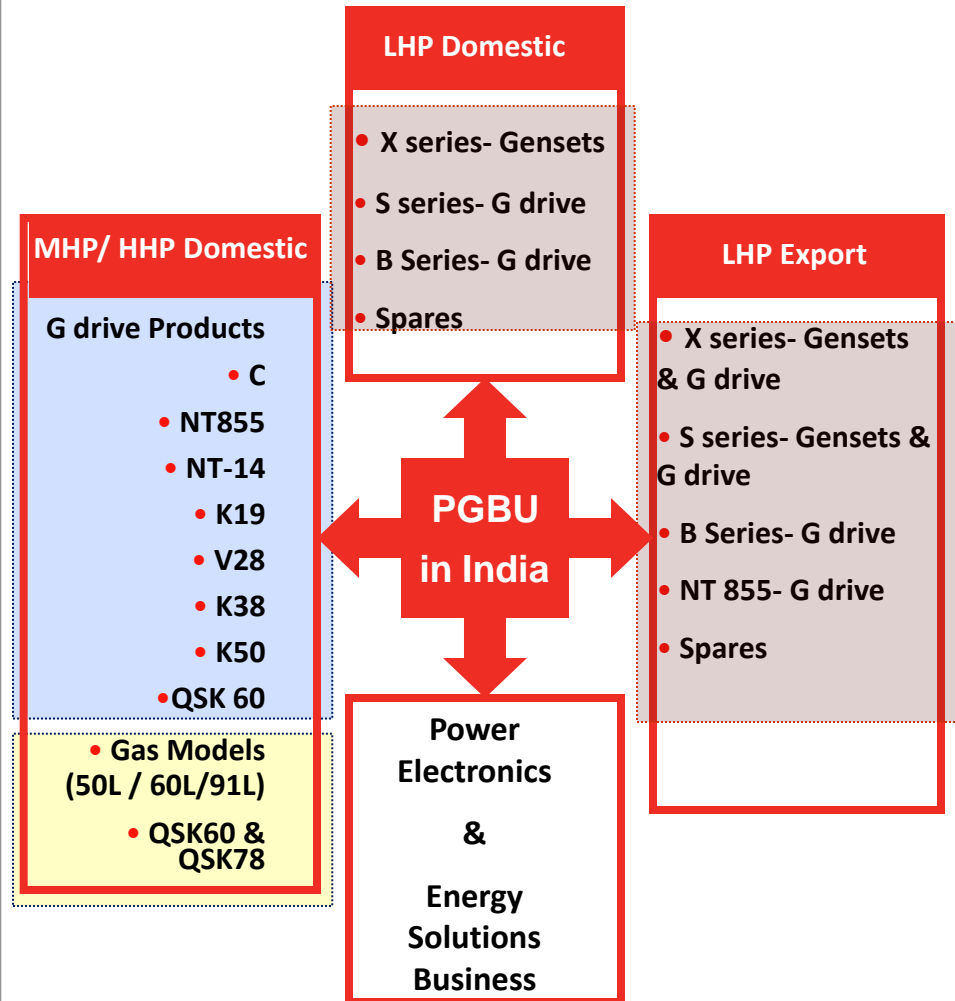 LHP Domestic
• X series- Gensets
• S series- G drive
• B Series- G drive
• Spares
MHP/ HHP Domestic
G drive Products
• C
• NT855
• NT-14
• K19
• V28
• K38
• K50
•QSK 60
• Gas Models
(50L / 60L/91L)
• QSK60 &
QSK78
PGBU
in India
LHP Export
• X series- Gensets
& G drive
• S series- Gensets &
G drive
• B Series- G drive
• NT 855- G drive
• Spares
Power
Electronics
&
Energy
Solutions
Business